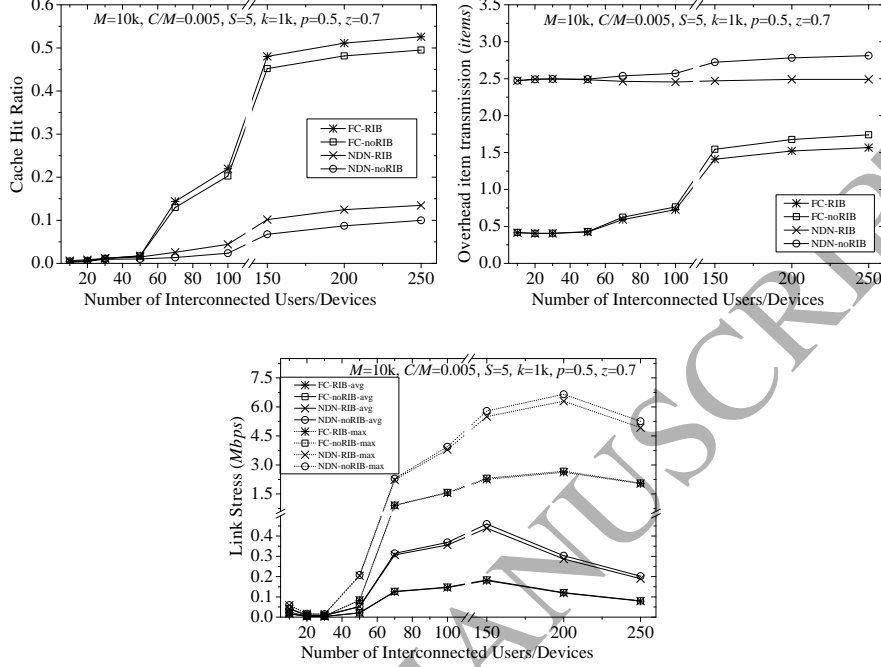 M=10k, C/M=0.005, S=5, k=1k, p=0.5, z=0.7
0.6
0.5
0.4
0.3
0.2
0.1
0.0
Cache Hit Ratio
FC-RIB
FC-noRIB
NDN-RIB
NDN-noRIB
20 40 60 80 100 150 200 250
Number of Interconnected Users/Devices
M=10k, C/M=0.005, S=5, k=1k, p=0.5, z=0.7
3.5
3.0
2.5
2.0
1.5
1.0
0.5
0.0
Overhead item transmission (items)
FC-RIB
FC-noRIB
NDN-RIB
NDN-noRIB
20 40 60 80 100 150 200 250
Number of Interconnected Users/Devices
M=10k, C/M=0.005, S=5, k=1k, p=0.5, z=0.7
7.5
6.0
4.5
3.0
1.5
0.4
0.3
0.2
0.1
0.0
Link Stress (Mbps)
FC-RIB-avg
FC-noRIB-avg
NDN-RIB-avg
NDN-noRIB-avg
FC-RIB-max
FC-noRIB-max
NDN-RIB-max
NDN-noRIB-max
20 40 60 80 100 150 200 250
Number of Interconnected Users/Devices